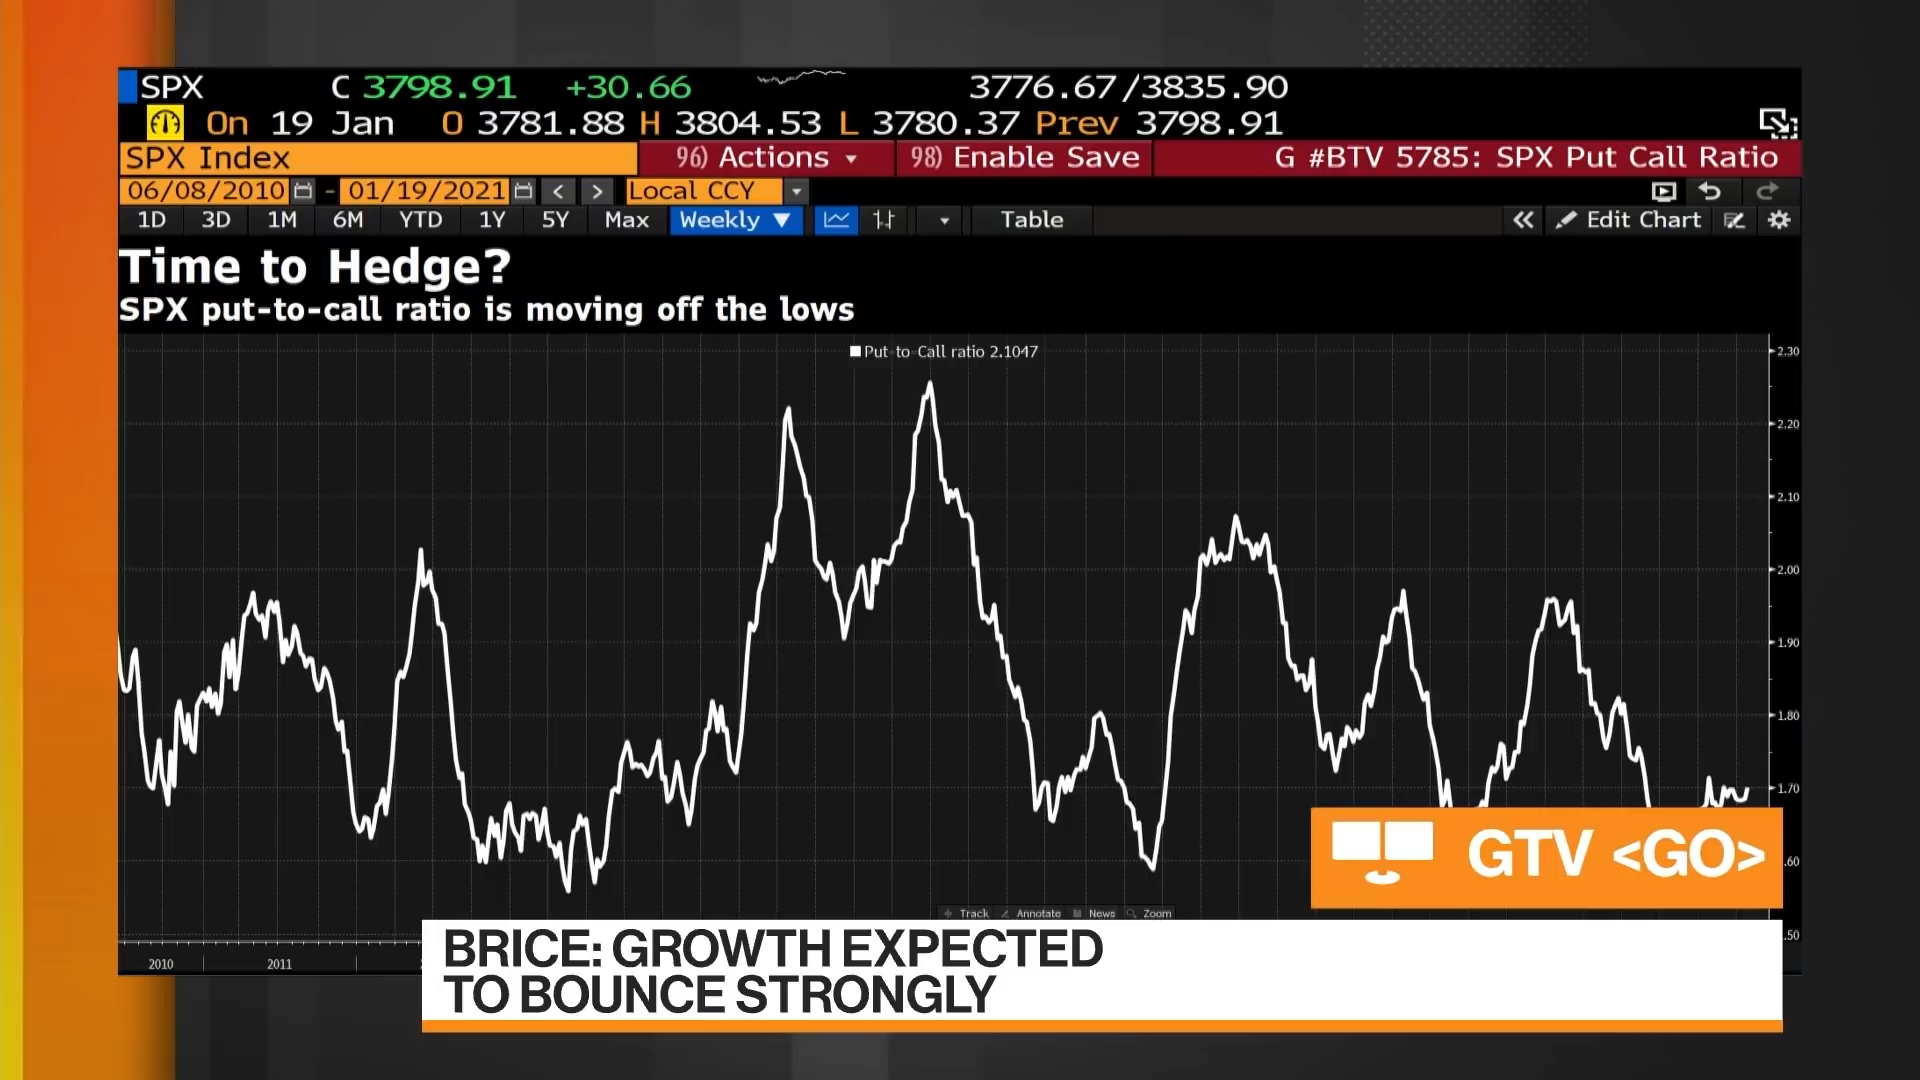 SPX C 3798.91 +30.66 3776.67/3835.90
On 19 Jan O 3781.88 H 3804.53 L 3780.37 Prev 3798.91
SPX Index 96) Actions 98) Enable Save G #BTV 5785: SPX Put Call Ratio
06/08/2010 - 01/19/2021 < > Local CCY
1D 3D 1M 6M YTD 1Y 5Y Max Weekly Table « Edit Chart
Time to Hedge?
SPX put-to-call ratio is moving off the lows
Put to Call ratio 2.1047
2.30
2.20
2.10
2.00
1.90
1.80
1.70
.60
.50
GTV <GO>
Track Annotate News Zoom
BRICE: GROWTH EXPECTED
TO BOUNCE STRONGLY
2010 2011